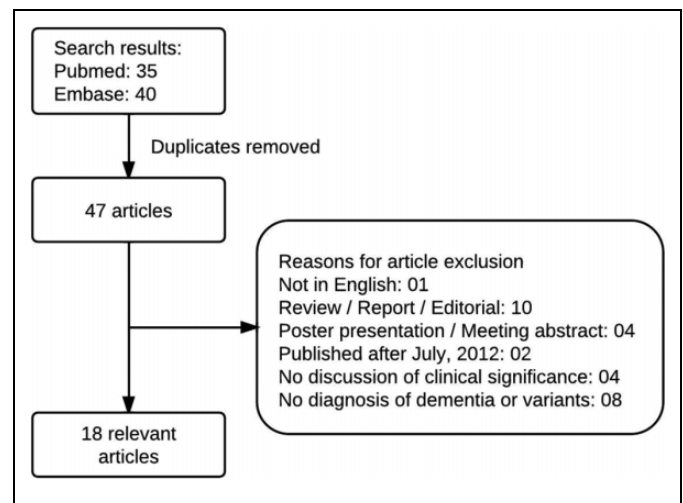 Search results:
Pubmed: 35
Embase: 40
Duplicates removed
47 articles
Reasons for article exclusion
Not in English: 01
Review / Report / Editorial: 10
Poster presentation / Meeting abstract: 04
Published after July, 2012: 02
No discussion of clinical significance: 04
No diagnosis of dementia or variants: 08
18 relevant
articles